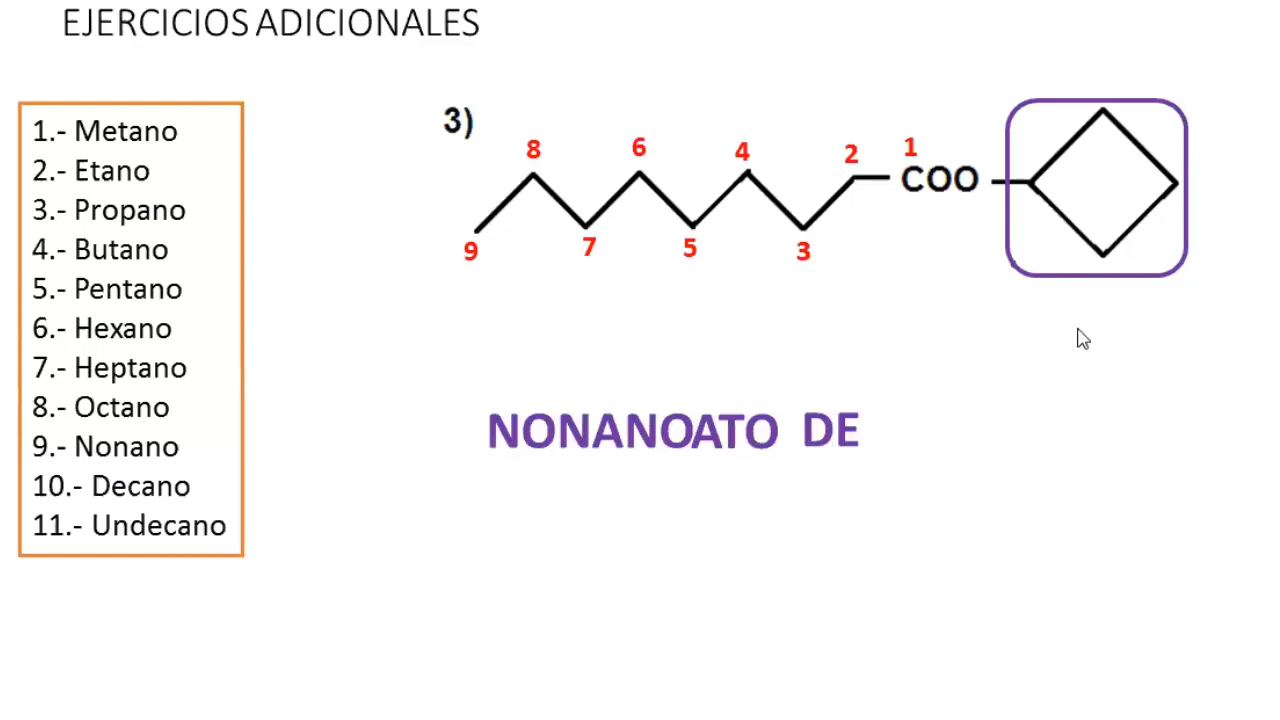 EJERCICIOS ADICIONALES
1.- Metano
2.- Etano
3.- Propano
4.- Butano
5.- Pentano
6.- Hexano
7.- Heptano
8.- Octano
9.- Nonano
10.- Decano
11.- Undecano
3)
8 6 4 2 1
COO
9 7 5 3
NONANOATO DE